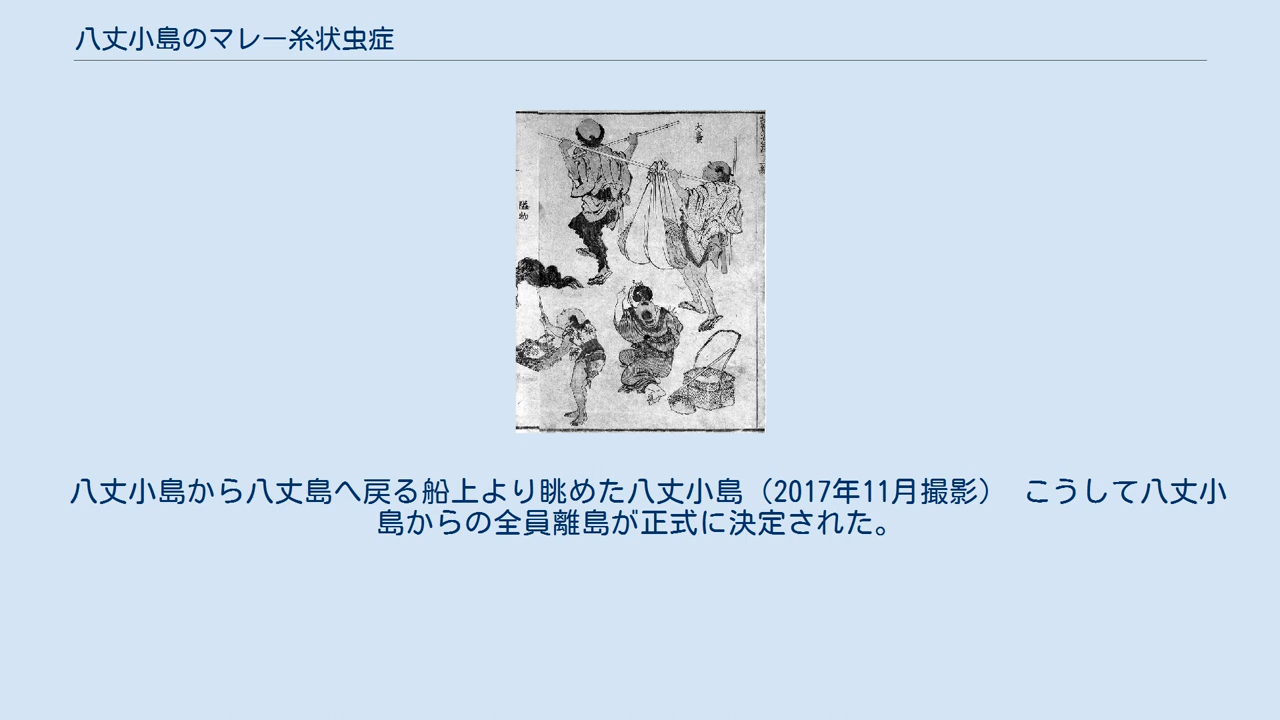 八丈小島のマレー糸状虫症
大嚢
八丈小島から八丈島へ戻る船上より眺めた八丈小島（2017年11月撮影） こうして八丈小
島からの全員離島が正式に決定された。